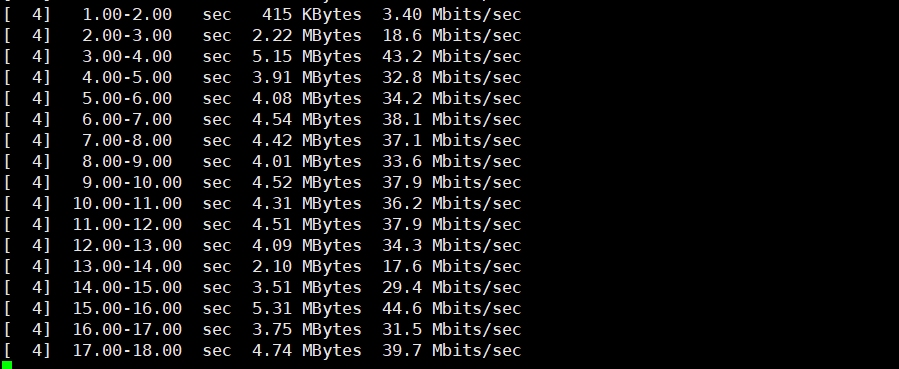 [  4]   1.00-2.00   sec   415 KBytes  3.40 Mbits/sec
[  4]   2.00-3.00   sec  2.22 MBytes  18.6 Mbits/sec
[  4]   3.00-4.00   sec  5.15 MBytes  43.2 Mbits/sec
[  4]   4.00-5.00   sec  3.91 MBytes  32.8 Mbits/sec
[  4]   5.00-6.00   sec  4.08 MBytes  34.2 Mbits/sec
[  4]   6.00-7.00   sec  4.54 MBytes  38.1 Mbits/sec
[  4]   7.00-8.00   sec  4.42 MBytes  37.1 Mbits/sec
[  4]   8.00-9.00   sec  4.01 MBytes  33.6 Mbits/sec
[  4]   9.00-10.00  sec  4.52 MBytes  37.9 Mbits/sec
[  4]  10.00-11.00  sec  4.31 MBytes  36.2 Mbits/sec
[  4]  11.00-12.00  sec  4.51 MBytes  37.9 Mbits/sec
[  4]  12.00-13.00  sec  4.09 MBytes  34.3 Mbits/sec
[  4]  13.00-14.00  sec  2.10 MBytes  17.6 Mbits/sec
[  4]  14.00-15.00  sec  3.51 MBytes  29.4 Mbits/sec
[  4]  15.00-16.00  sec  5.31 MBytes  44.6 Mbits/sec
[  4]  16.00-17.00  sec  3.75 MBytes  31.5 Mbits/sec
[  4]  17.00-18.00  sec  4.74 MBytes  39.7 Mbits/sec